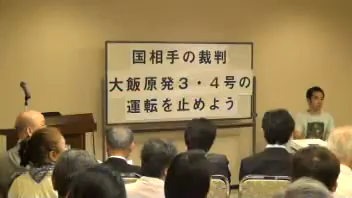 国相手の裁判
大飯原発３・４号の
運転を止めよう